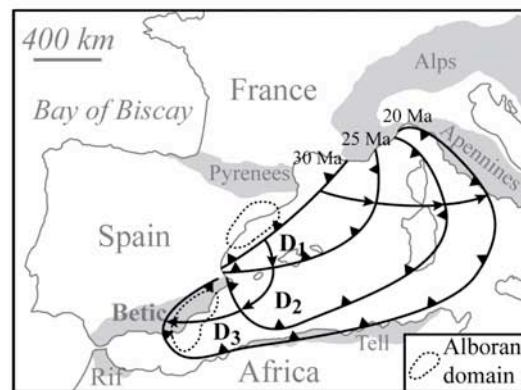 400 km
Alps
France
Bay of Biscay
20 Ma
25 Ma
30 Ma
Apennines
Pyrenees
Spain
D1
D2
Betic
D3
Tell
Rif
Africa
Alboran
domain